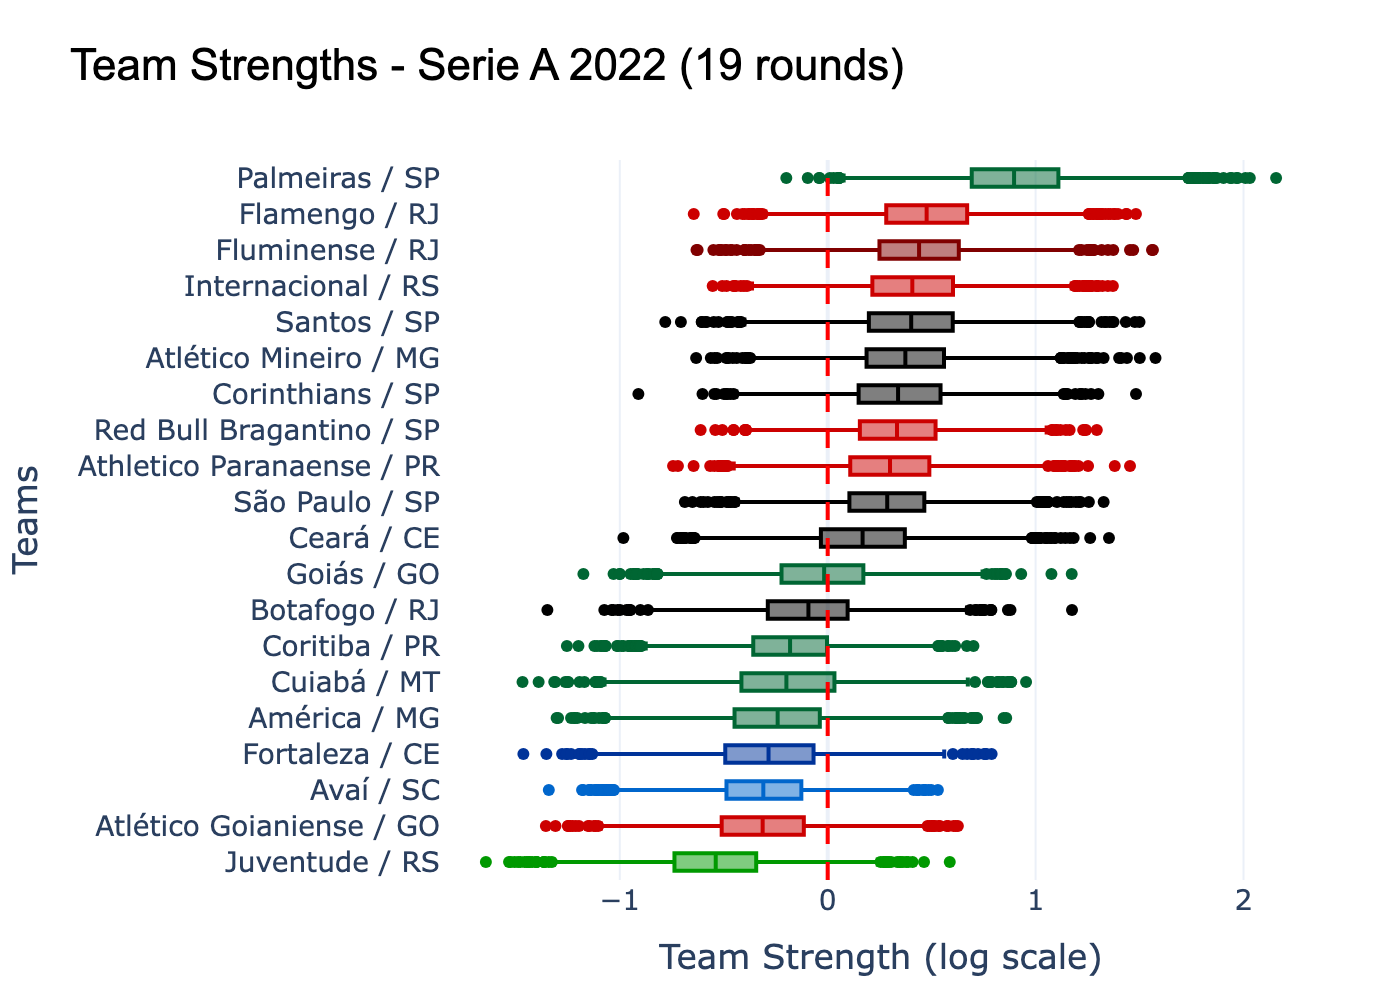 Team Strengths - Serie A 2022 (19 rounds)
Palmeiras / SP
Flamengo / RJ
Fluminense / RJ
Internacional / RS
Santos / SP
Atlético Mineiro / MG
Corinthians / SP
Red Bull Bragantino / SP
Athletico Paranaense / PR
São Paulo / SP
Ceará / CE
Goiás / GO
Botafogo / RJ
Coritiba / PR
Cuiabá / MT
América / MG
Fortaleza / CE
Avaí / SC
Atlético Goianiense / GO
Juventude / RS
Teams
−1 0 1 2
Team Strength (log scale)